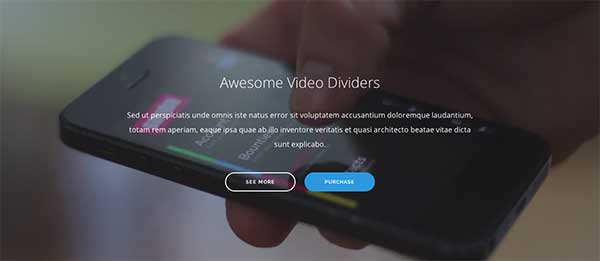 Awesome Video Dividers
Sed ut perspiciatis unde omnis iste natus error sit voluptatem accusantium doloremque laudantium,
totam rem aperiam, eaque ipsa quae ab illo inventore veritatis et quasi architecto beatae vitae dicta
sunt explicabo.
SEE MORE
PURCHASE